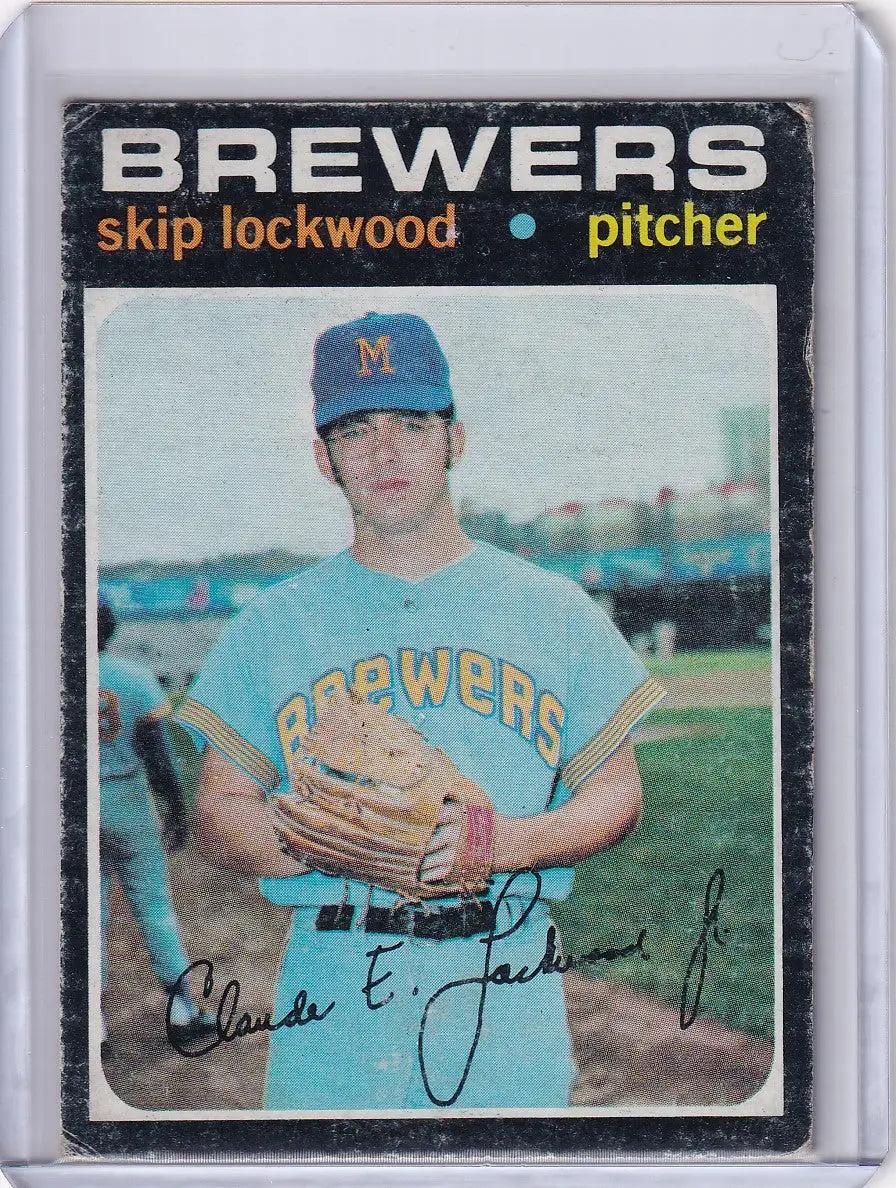 BREWERS
skip lockwood • pitcher
M
BREWERS
Claude E. Lockwood Jr.